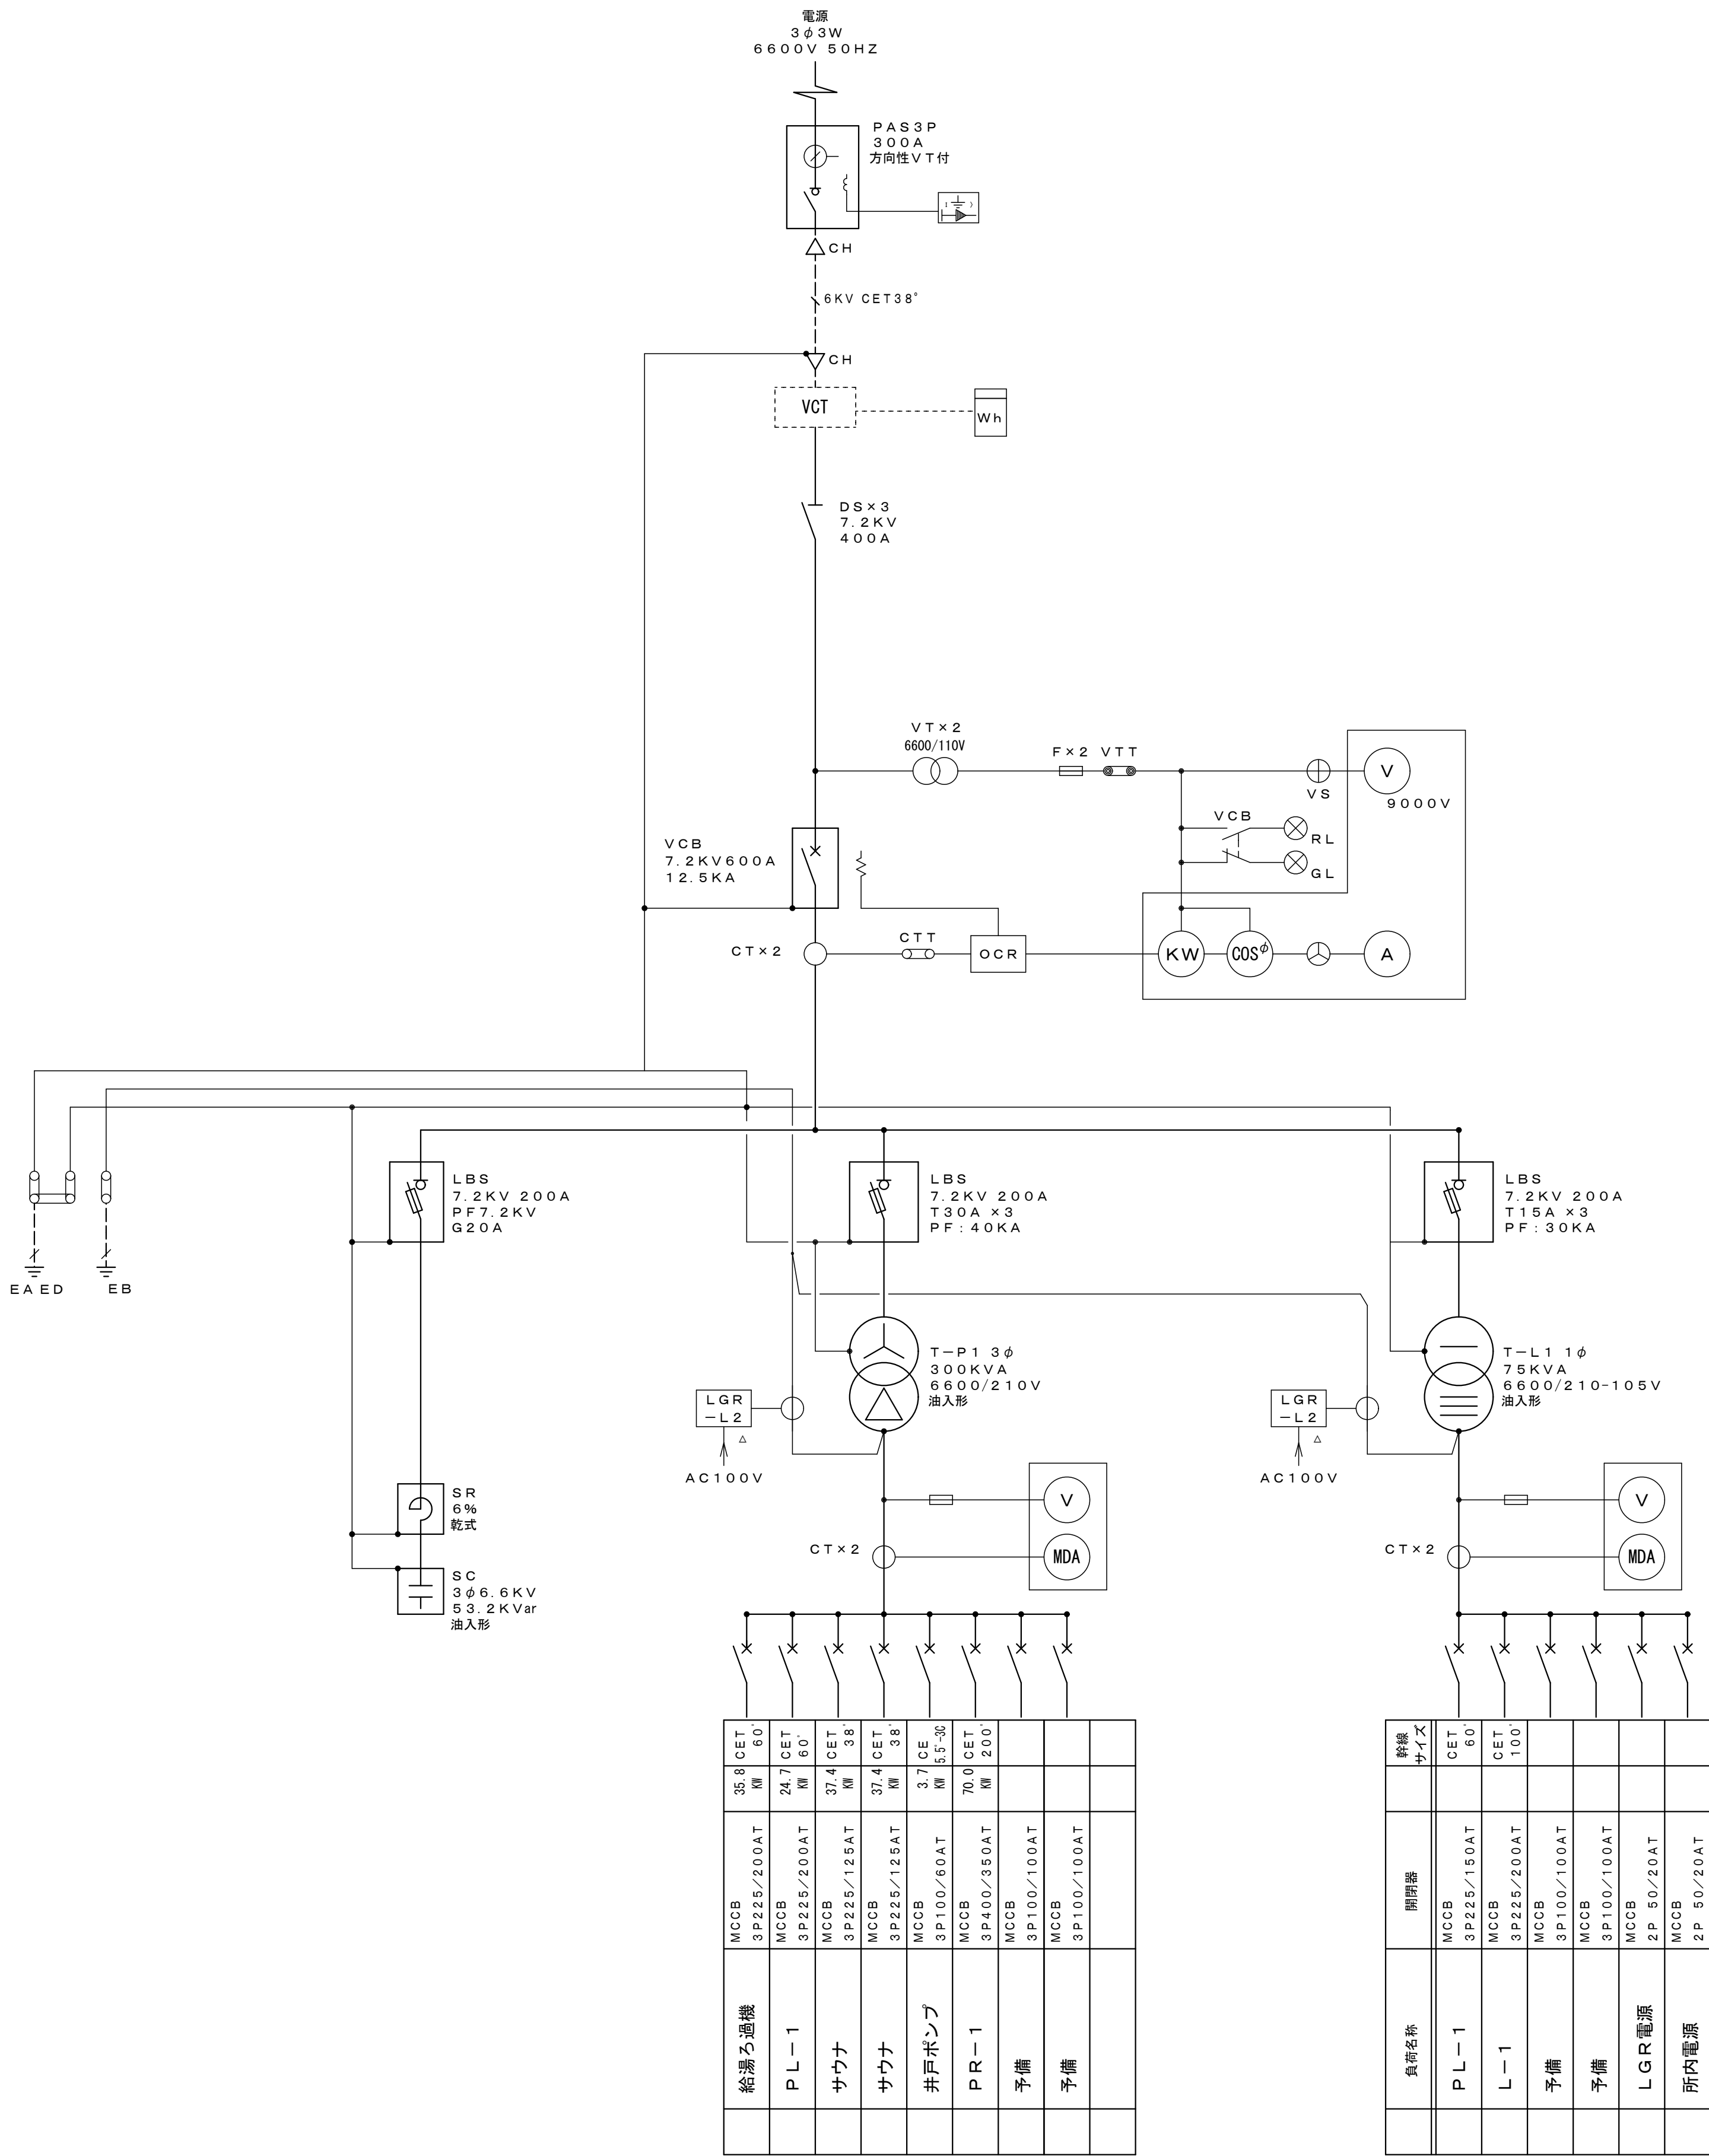 電源
3φ3W
6600V 50HZ
PAS3P
300A
方向性VT付
CH
6KV CET38°
CH
VCT
Wh
DS×3
7.2KV
400A
VT×2
6600/110V
F×2 VTT
VS
V
9000V
VCB
RL
GL
VCB
7.2KV600A
12.5KA
CT×2
CTT
OCR
KW
COSφ
A
LBS
7.2KV 200A
PF7.2KV
G20A
LBS
7.2KV 200A
T30A ×3
PF:40KA
LBS
7.2KV 200A
T15A ×3
PF:30KA
EA ED
EB
T-P1 3φ
300KVA
6600/210V
油入形
LGR
-L2
AC100V
T-L1 1φ
75KVA
6600/210-105V
油入形
LGR
-L2
AC100V
SR
6%
乾式
SC
3φ6.6KV
53.2KVar
油入形
V
CT×2
MDA
V
CT×2
MDA
給湯ろ過機
MCCB
3P225/200AT
35.8
KW
CET
60°
PL-1
MCCB
3P225/200AT
24.7
KW
CET
60°
サウナ
MCCB
3P225/125AT
37.4
KW
CET
38°
サウナ
MCCB
3P225/125AT
37.4
KW
CET
38°
井戸ポンプ
MCCB
3P100/60AT
3.7
KW
CE
5.5°-3C
PR-1
MCCB
3P400/350AT
70.0
KW
CET
200°
予備
MCCB
3P100/100AT
予備
MCCB
3P100/100AT
負荷名称
開閉器
幹線
サイズ
PL-1
MCCB
3P225/150AT
CET
60°
L-1
MCCB
3P225/200AT
CET
100°
予備
MCCB
3P100/100AT
予備
MCCB
3P100/100AT
LGR電源
MCCB
2P 50/20AT
所内電源
MCCB
2P 50/20AT